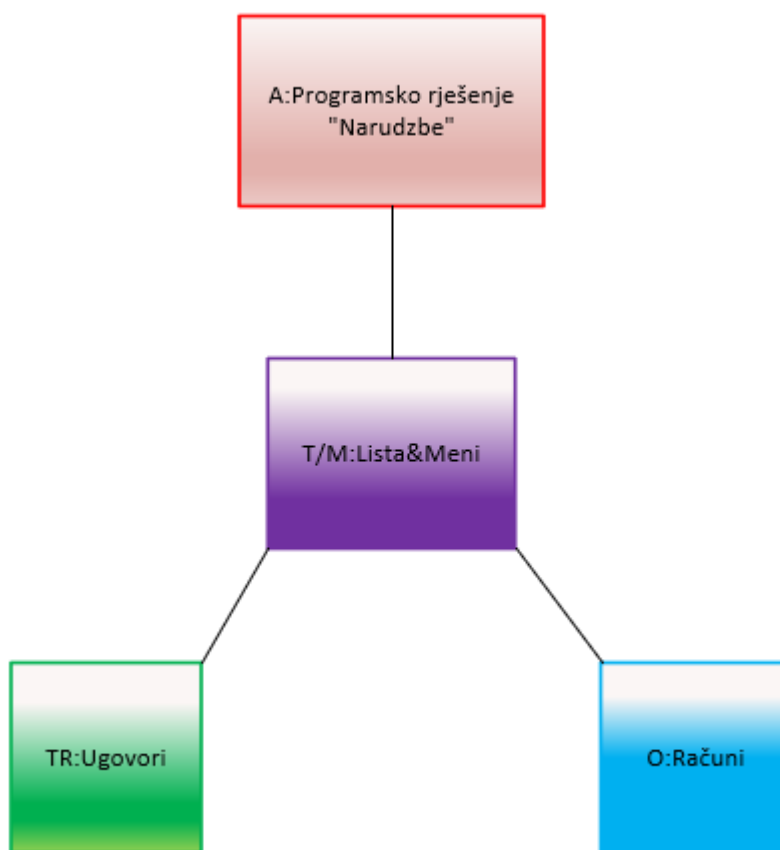 A:Programsko rješenje
"Narudzbe"
T/M:Lista&Meni
TR:Ugovori
O:Računi